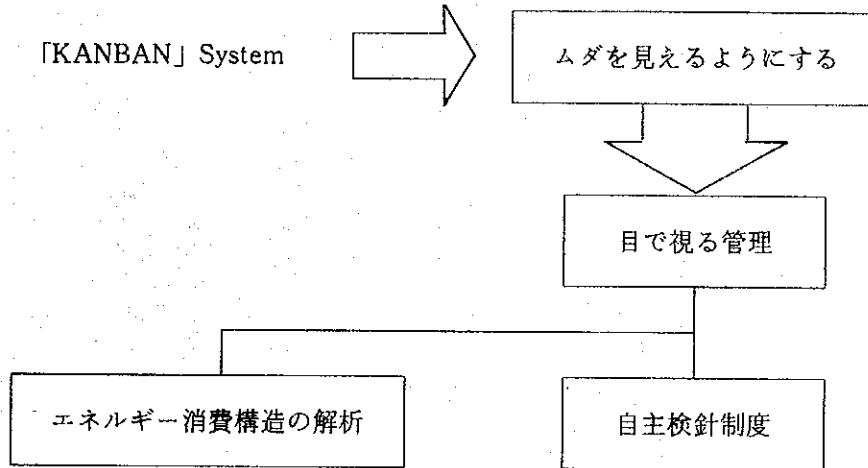 「KANBAN」System
ムダを見えるようにする
目で視る管理
エネルギー消費構造の解析
自主検針制度